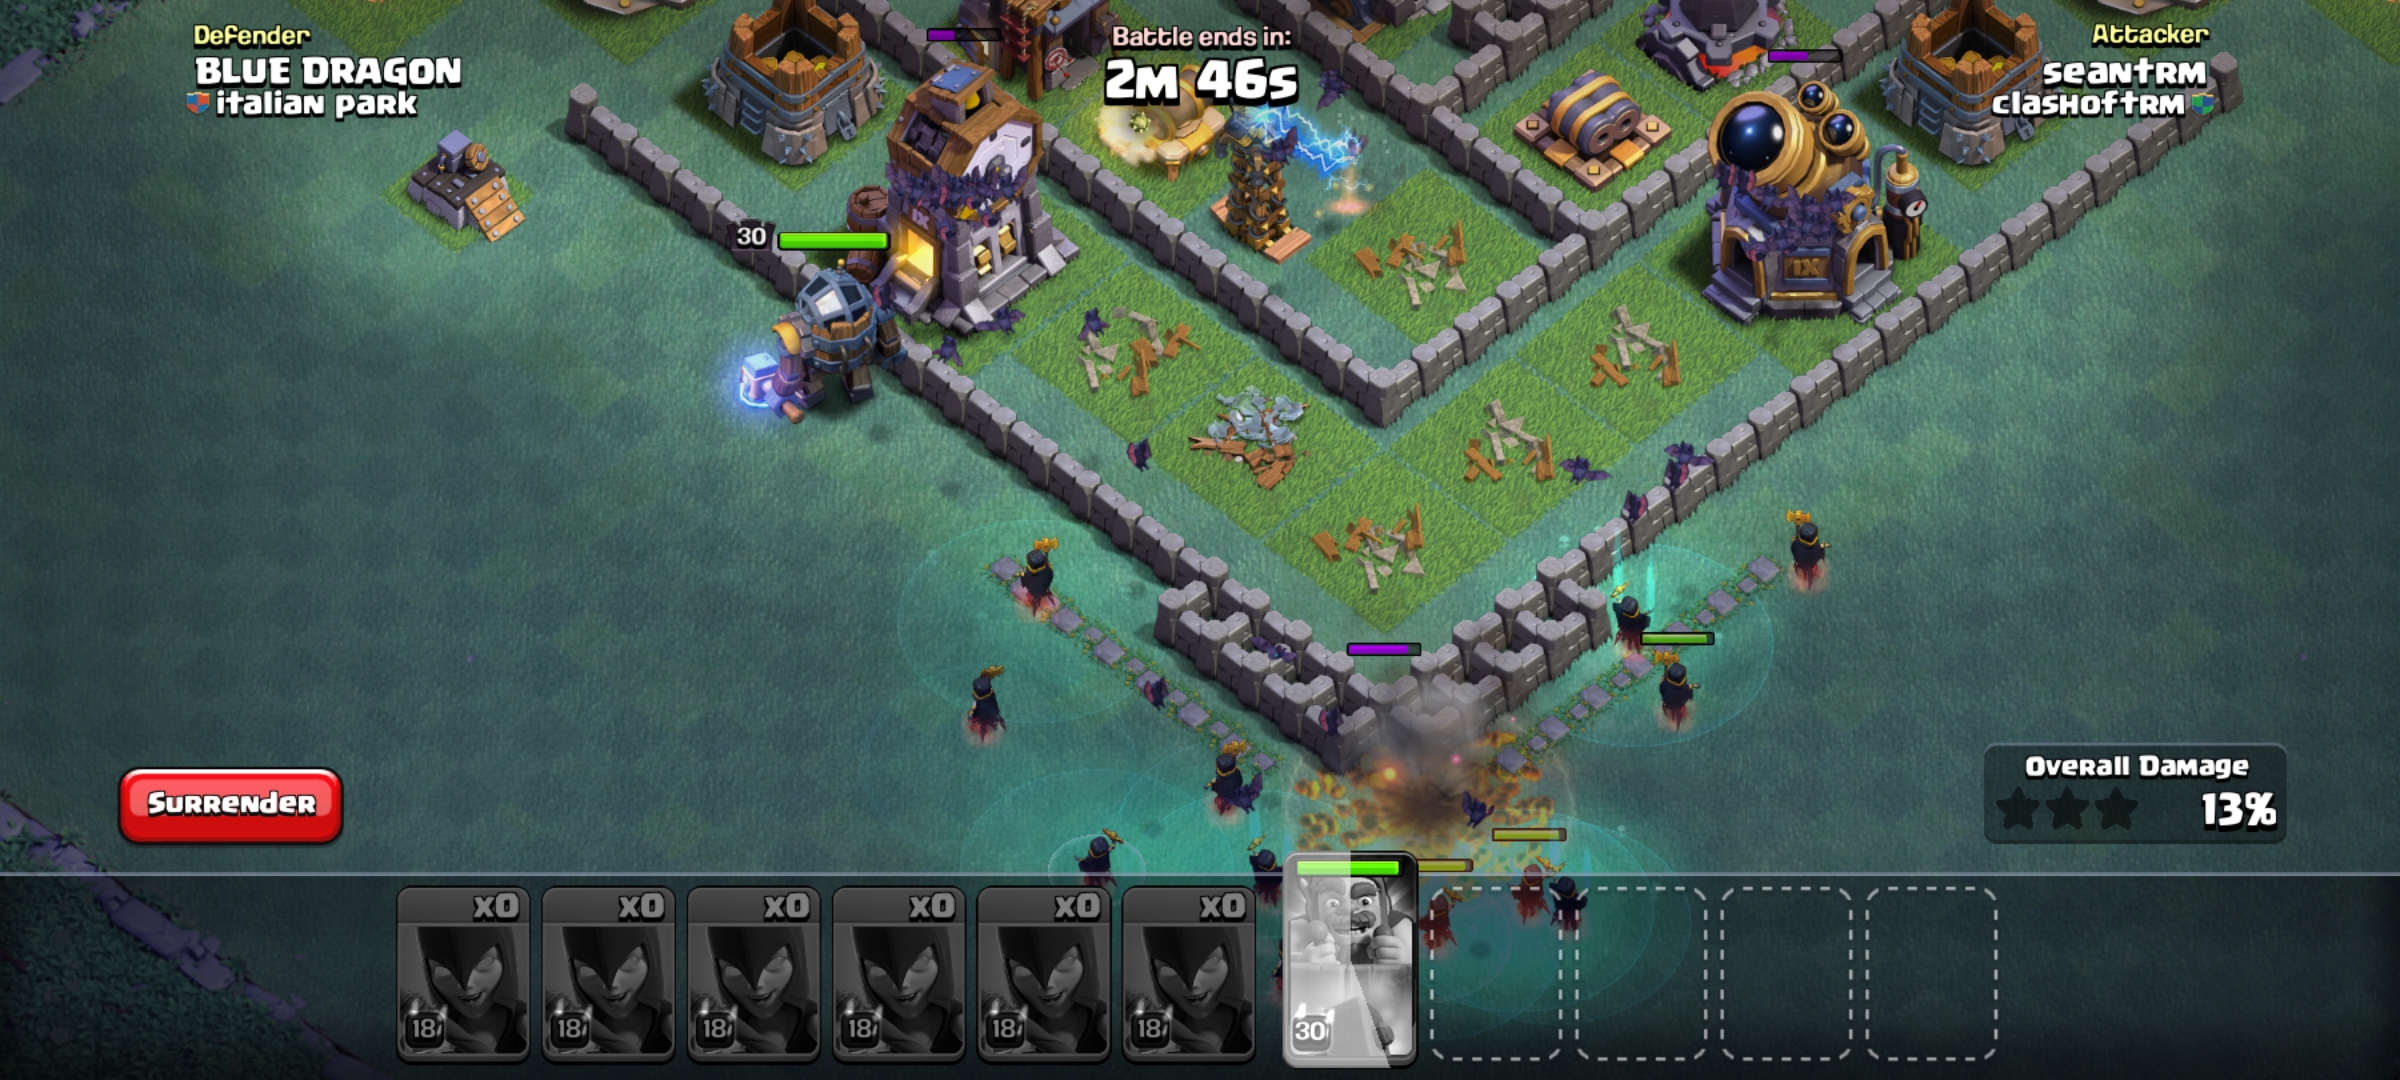 Defender
BLUE DRAGON
italian park
Battle ends in:
2M 46s
Attacker
seantrm
clashoftrm
30
IX
Surrender
Overall Damage
13%
x0
x0
x0
x0
x0
x0
18
18
18
18
18
18
30